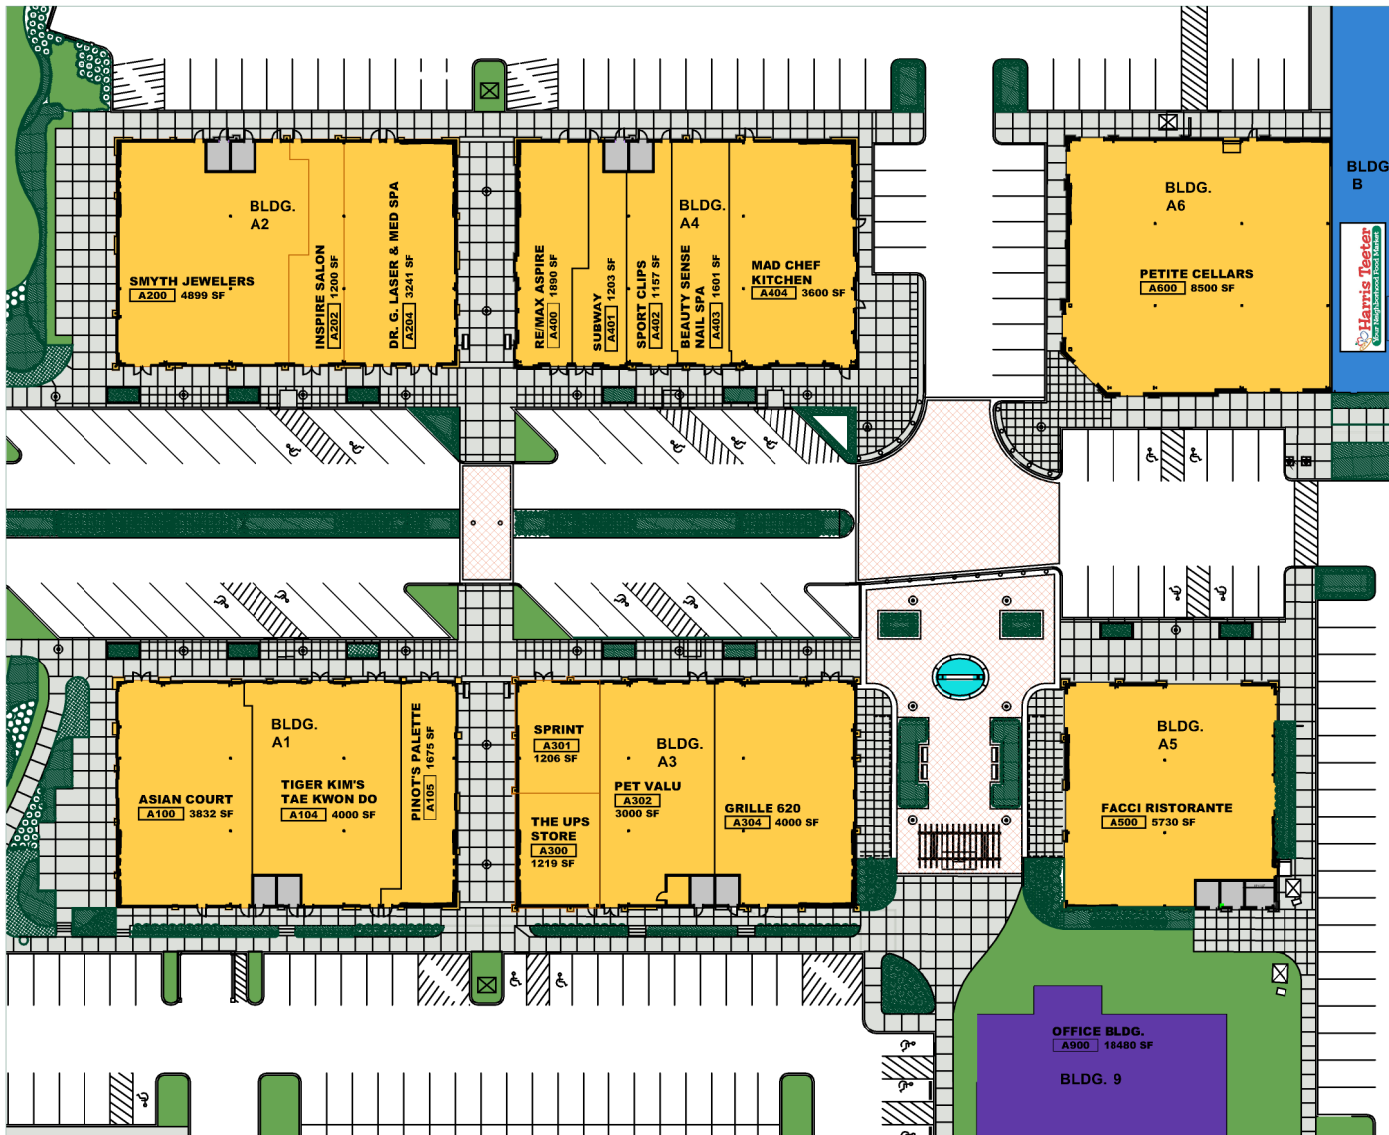 BLDG.
A2
SMYTH JEWELERS
A200 4899 SF
INSPIRE SALON
A202 1200 SF
DR. G. LASER & MED SPA
A204 3241 SF
BLDG.
A4
RE/MAX ASPIRE
A400 1890 SF
SUBWAY
A401 1203 SF
SPORT CLIPS
A402 1157 SF
BEAUTY SENSE
NAIL SPA
A403 1601 SF
MAD CHEF
KITCHEN
A404 3600 SF
BLDG.
A6
PETITE CELLARS
A600 8500 SF
BLDG
B
Harris Teeter
Your Neighborhood Food Market
BLDG.
A1
ASIAN COURT
A100 3832 SF
TIGER KIM'S
TAE KWON DO
A104 4000 SF
PINOT'S PALETTE
A105 1675 SF
BLDG.
A3
SPRINT
A301
1206 SF
THE UPS
STORE
A300
1219 SF
PET VALU
A302
3000 SF
GRILLE 620
A304 4000 SF
BLDG.
A5
FACCI RISTORANTE
A500 5730 SF
OFFICE BLDG.
A900 18480 SF
BLDG. 9